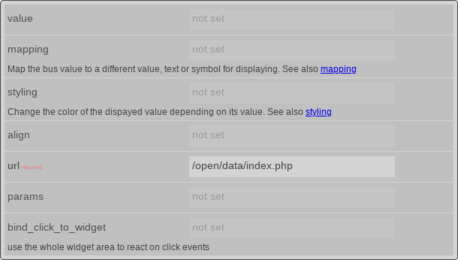 value not set
mapping not set
Map the bus value to a different value, text or symbol for displaying. See also mapping
styling not set
Change the color of the dispayed value depending on its value. See also styling
align not set
url required /open/data/index.php
params not set
bind_click_to_widget not set
use the whole widget area to react on click events